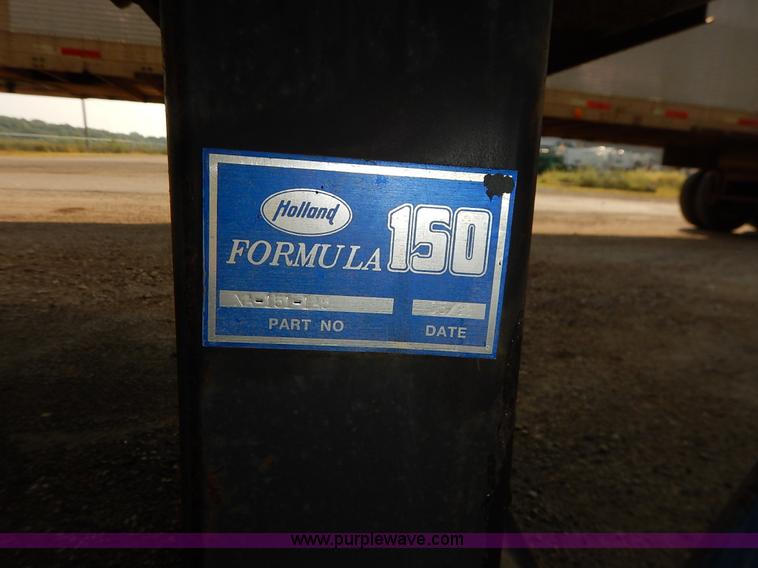 Holland
FORMULA 150
PART NO DATE
www.purplewave.com